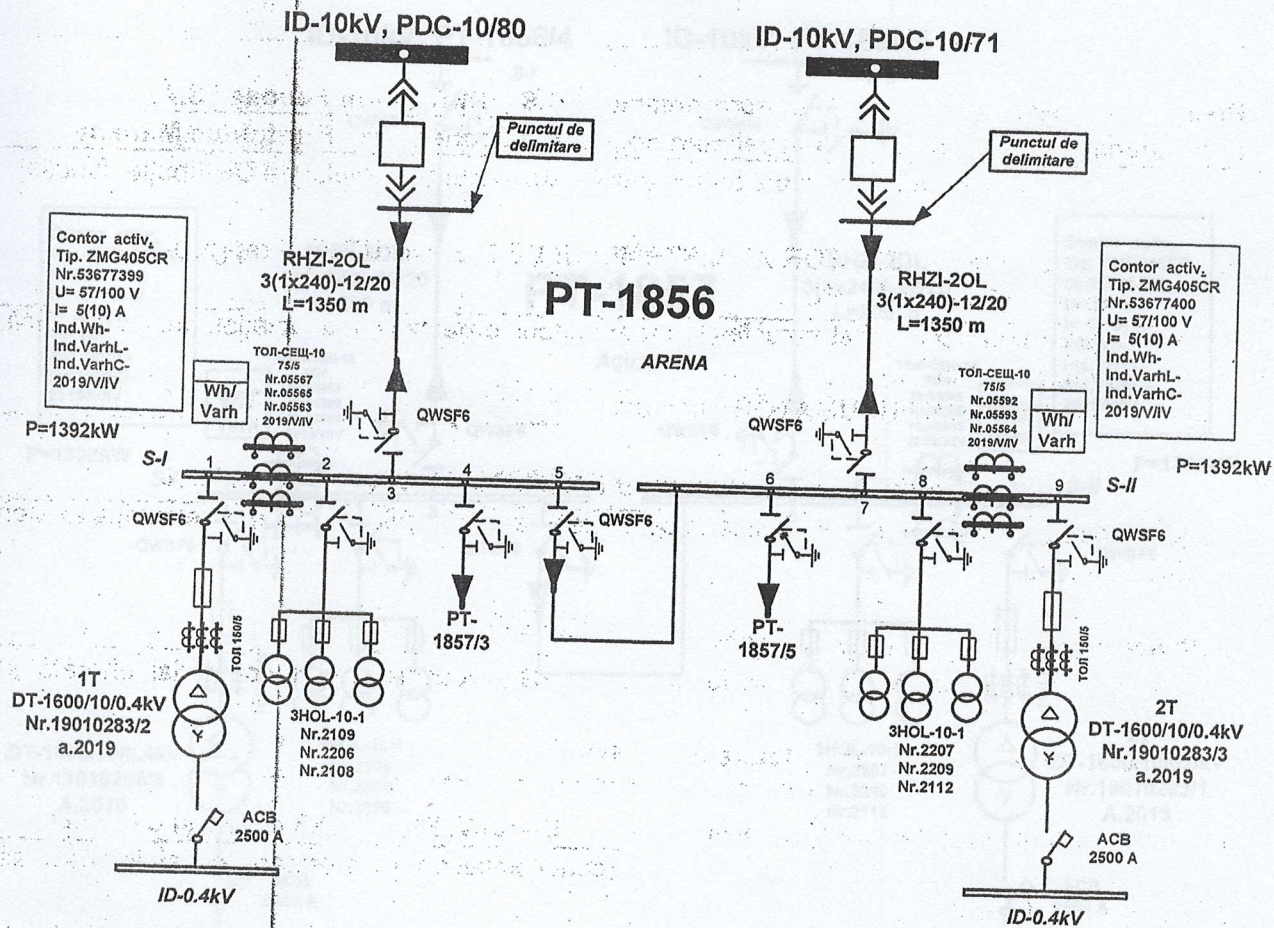 ID-10kV, PDC-10/80
ID-10kV, PDC-10/71
Punctul de
delimitare
Punctul de
delimitare
Contor activ.
Tip. ZMG405CR
Nr.53677399
U= 57/100 V
I= 5(10) A
Ind.Wh-
Ind.VarhL-
Ind.VarhC-
2019/V/IV
RHZI-2OL
3(1x240)-12/20
L=1350 m
PT-1856
ARENA
RHZI-2OL
3(1x240)-12/20
L=1350 m
Contor activ.
Tip. ZMG405CR
Nr.53677400
U= 57/100 V
I= 5(10) A
Ind.Wh-
Ind.VarhL-
Ind.VarhC-
2019/V/IV
Wh/
Varh
ТОЛ-СЕЩ-10
75/5
Nr.05567
Nr.05565
Nr.05563
2019/V/IV
ТОЛ-СЕЩ-10
75/5
Nr.05592
Nr.05593
Nr.05564
2019/V/IV
Wh/
Varh
P=1392kW
QWSF6
QWSF6
P=1392kW
S-I
1
2
3
4
5
6
7
8
9
S-II
QWSF6
QWSF6
QWSF6
PT-
1857/3
PT-
1857/5
ТОЛ 150/5
ТОЛ 150/5
1T
DT-1600/10/0.4kV
Nr.19010283/2
a.2019
3HOL-10-1
Nr.2109
Nr.2206
Nr.2108
3HOL-10-1
Nr.2207
Nr.2209
Nr.2112
2T
DT-1600/10/0.4kV
Nr.19010283/3
a.2019
ACB
2500 A
ACB
2500 A
ID-0.4kV
ID-0.4kV